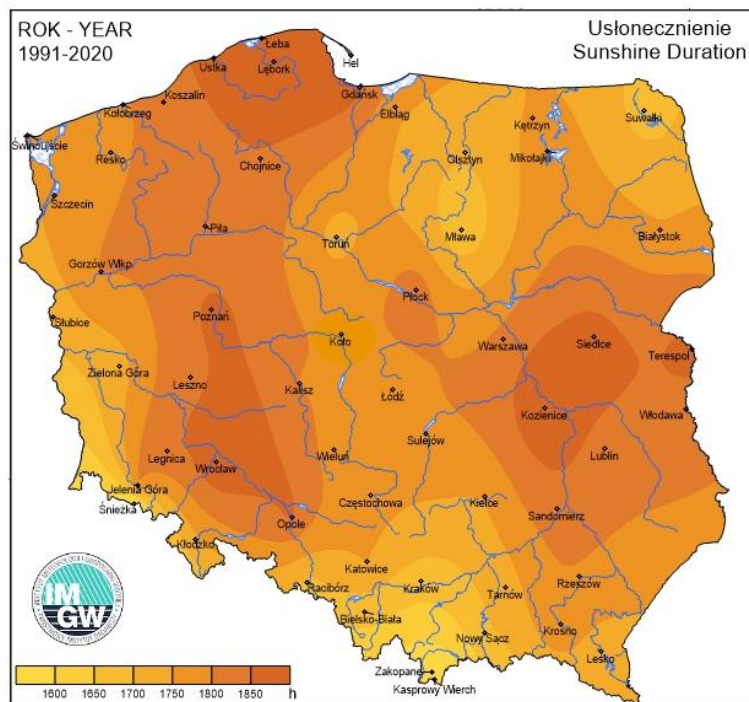 ROK - YEAR
1991-2020
Usłonecznienie
Sunshine Duration
Łeba
Hel
Ustka
Lębork
Gdańsk
Koszalin
Kołobrzeg
Elbląg
Suwałki
Kętrzyn
Świnoujście
Resko
Chojnice
Olsztyn
Mikołajki
Szczecin
Piła
Toruń
Mława
Białystok
Gorzów Wlkp.
Płock
Słubice
Poznań
Koło
Warszawa
Siedlce
Terespol
Zielona Góra
Leszno
Kalisz
Łódź
Kozienice
Włodawa
Sulejów
Legnica
Wrocław
Wieluń
Lublin
Jelenia Góra
Śnieżka
Częstochowa
Kielce
Sandomierz
Opole
Kłodzko
Katowice
Racibórz
Kraków
Tarnów
Rzeszów
Bielsko-Biała
Nowy Sącz
Krosno
Lesko
Zakopane
Kasprowy Wierch
IMGW
1600 1650 1700 1750 1800 1850 h